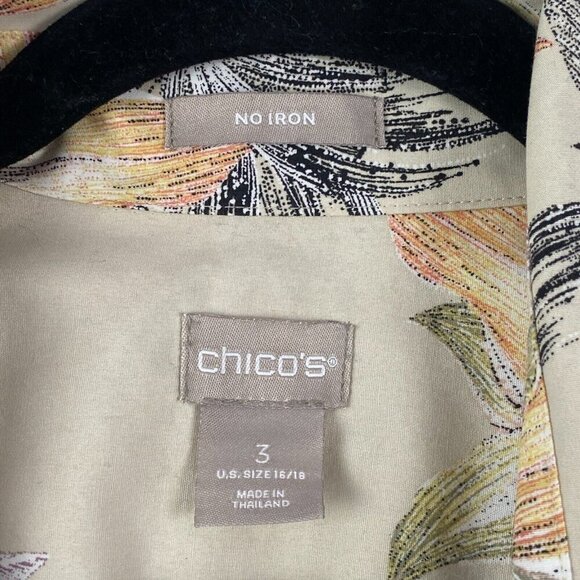 NO IRON
chico's®
3
U.S. SIZE 16/18
MADE IN
THAILAND